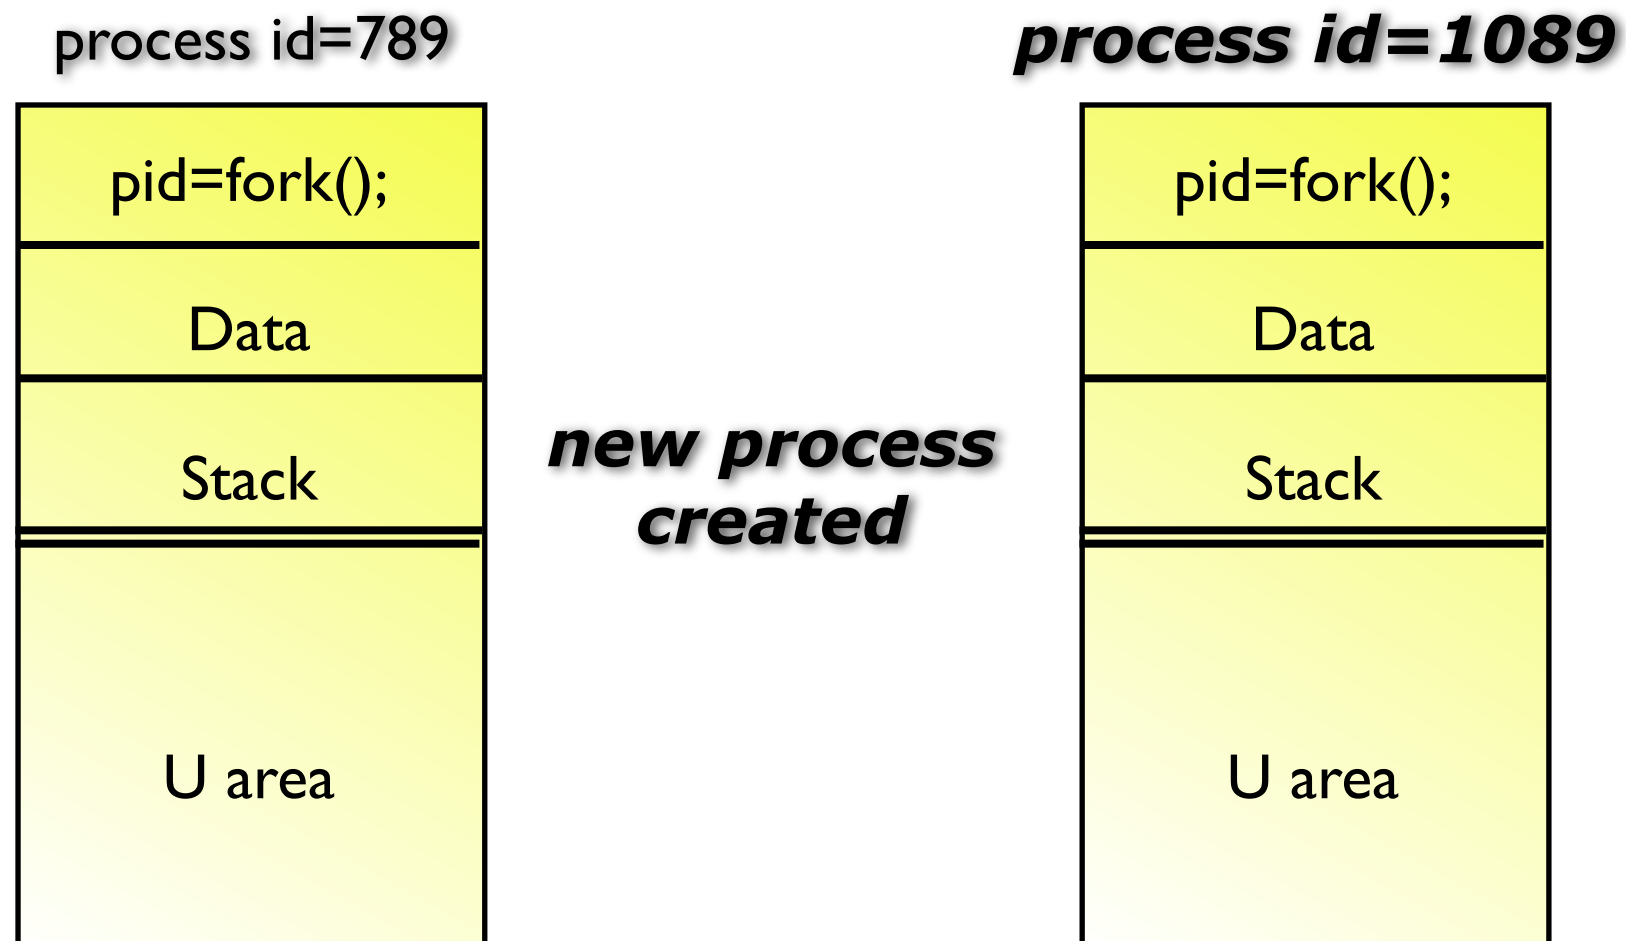 process id=789
process id=1089
pid=fork();
pid=fork();
Data
Data
new process
created
Stack
Stack
U area
U area